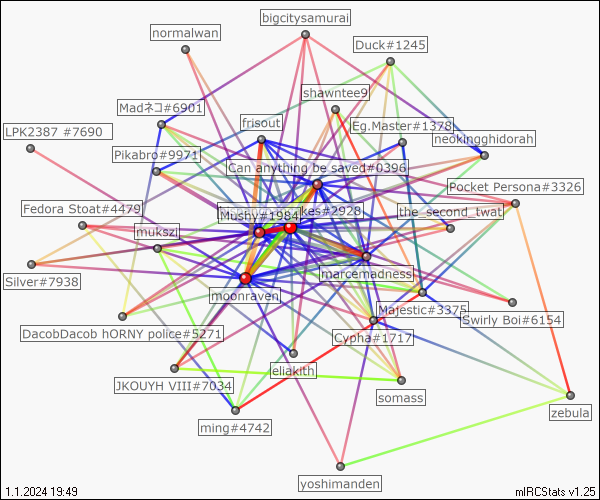 bigcitysamurai
normalwan
Duck#1245
shawntee9
Madネコ#6901
frisout
Eg.Master#1378
LPK2387 #7690
neokingghidorah
Pikabro#9971
Can anything be saved#0396
Pocket Persona#3326
Fedora Stoat#4479
Mushy#1984
kes#2928
the_second_twat
mukszi
marcemadness
Silver#7938
moonraven
Majestic#3375
Swirly Boi#6154
DacobDacob hORNY police#5271
Cypha#1717
eliakith
JKOUYH VIII#7034
somass
zebula
ming#4742
yoshimanden
1.1.2024 19:49
mIRCStats v1.25